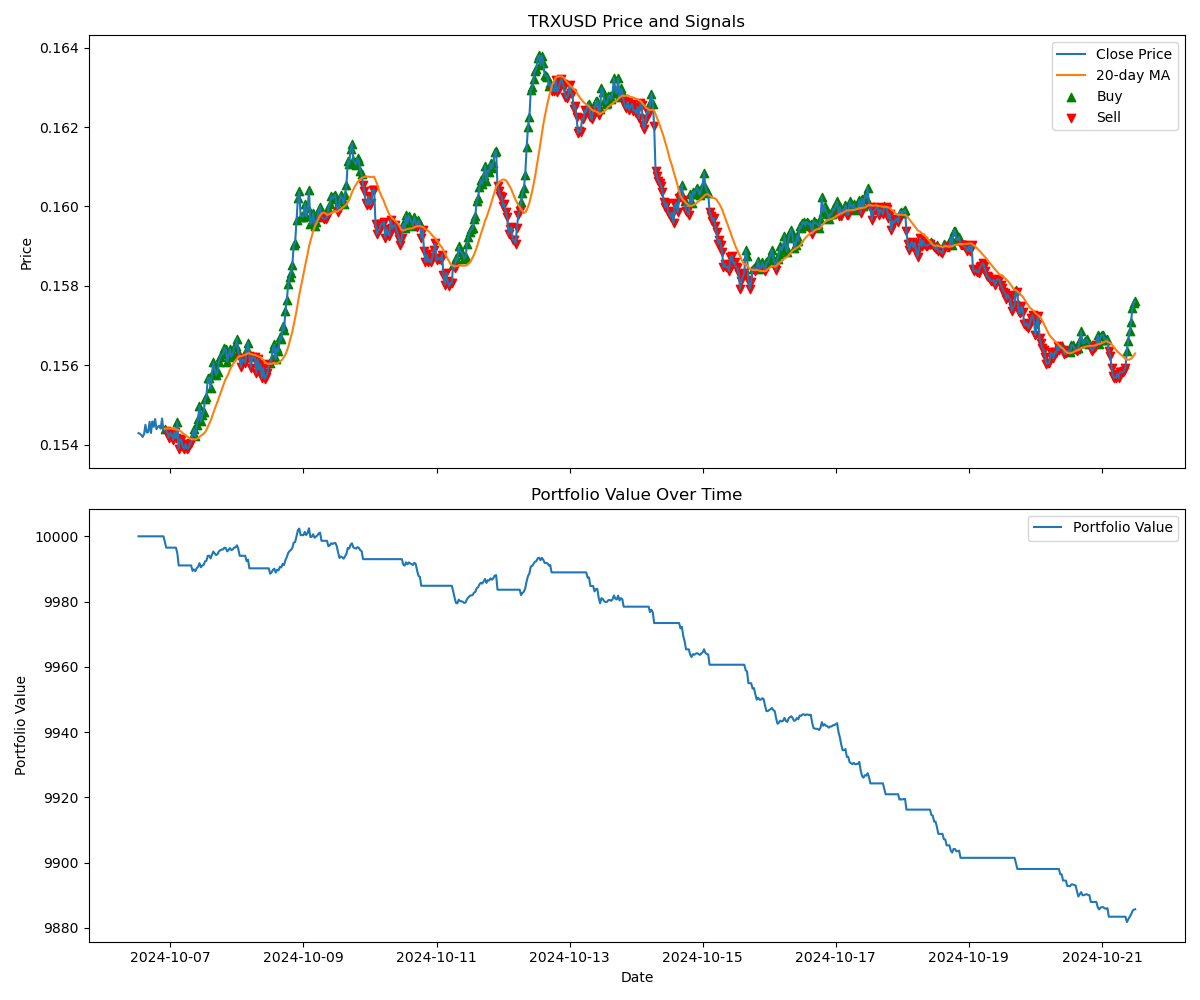 TRXUSD Price and Signals
Price
0.164
0.162
0.160
0.158
0.156
0.154
Close Price
20-day MA
Buy
Sell
Portfolio Value Over Time
Portfolio Value
10000
9980
9960
9940
9920
9900
9880
Portfolio Value
2024-10-07
2024-10-09
2024-10-11
2024-10-13
2024-10-15
2024-10-17
2024-10-19
2024-10-21
Date